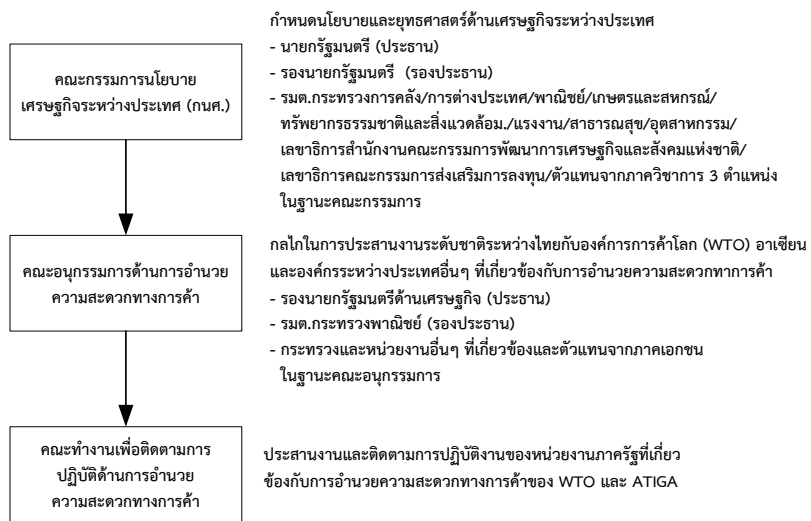 คณะกรรมการนโยบาย
เศรษฐกิจระหว่างประเทศ (กนศ.)
กำหนดนโยบายและยุทธศาสตร์ด้านเศรษฐกิจระหว่างประเทศ
- นายกรัฐมนตรี (ประธาน)
- รองนายกรัฐมนตรี (รองประธาน)
- รมต.กระทรวงการคลัง/การต่างประเทศ/พาณิชย์/เกษตรและสหกรณ์/
ทรัพยากรธรรมชาติและสิ่งแวดล้อม./แรงงาน/สาธารณสุข/อุตสาหกรรม/
เลขาธิการสำนักงานคณะกรรมการพัฒนาการเศรษฐกิจและสังคมแห่งชาติ/
เลขาธิการคณะกรรมการส่งเสริมการลงทุน/ตัวแทนจากภาควิชาการ 3 ตำแหน่ง
ในฐานะคณะกรรมการ
คณะอนุกรรมการด้านการอำนวย
ความสะดวกทางการค้า
กลไกในการประสานงานระดับชาติระหว่างไทยกับองค์การการค้าโลก (WTO) อาเซียน
และองค์กรระหว่างประเทศอื่นๆ ที่เกี่ยวข้องกับการอำนวยความสะดวกทาการค้า
- รองนายกรัฐมนตรีด้านเศรษฐกิจ (ประธาน)
- รมต.กระทรวงพาณิชย์ (รองประธาน)
- กระทรวงและหน่วยงานอื่นๆ ที่เกี่ยวข้องและตัวแทนจากภาคเอกชน
ในฐานะคณะอนุกรรมการ
คณะทำงานเพื่อติดตามการ
ปฏิบัติด้านการอำนวย
ความสะดวกทางการค้า
ประสานงานและติดตามการปฏิบัติงานของหน่วยงานภาครัฐที่เกี่ยว
ข้องกับการอำนวยความสะดวกทางการค้าของ WTO และ ATIGA